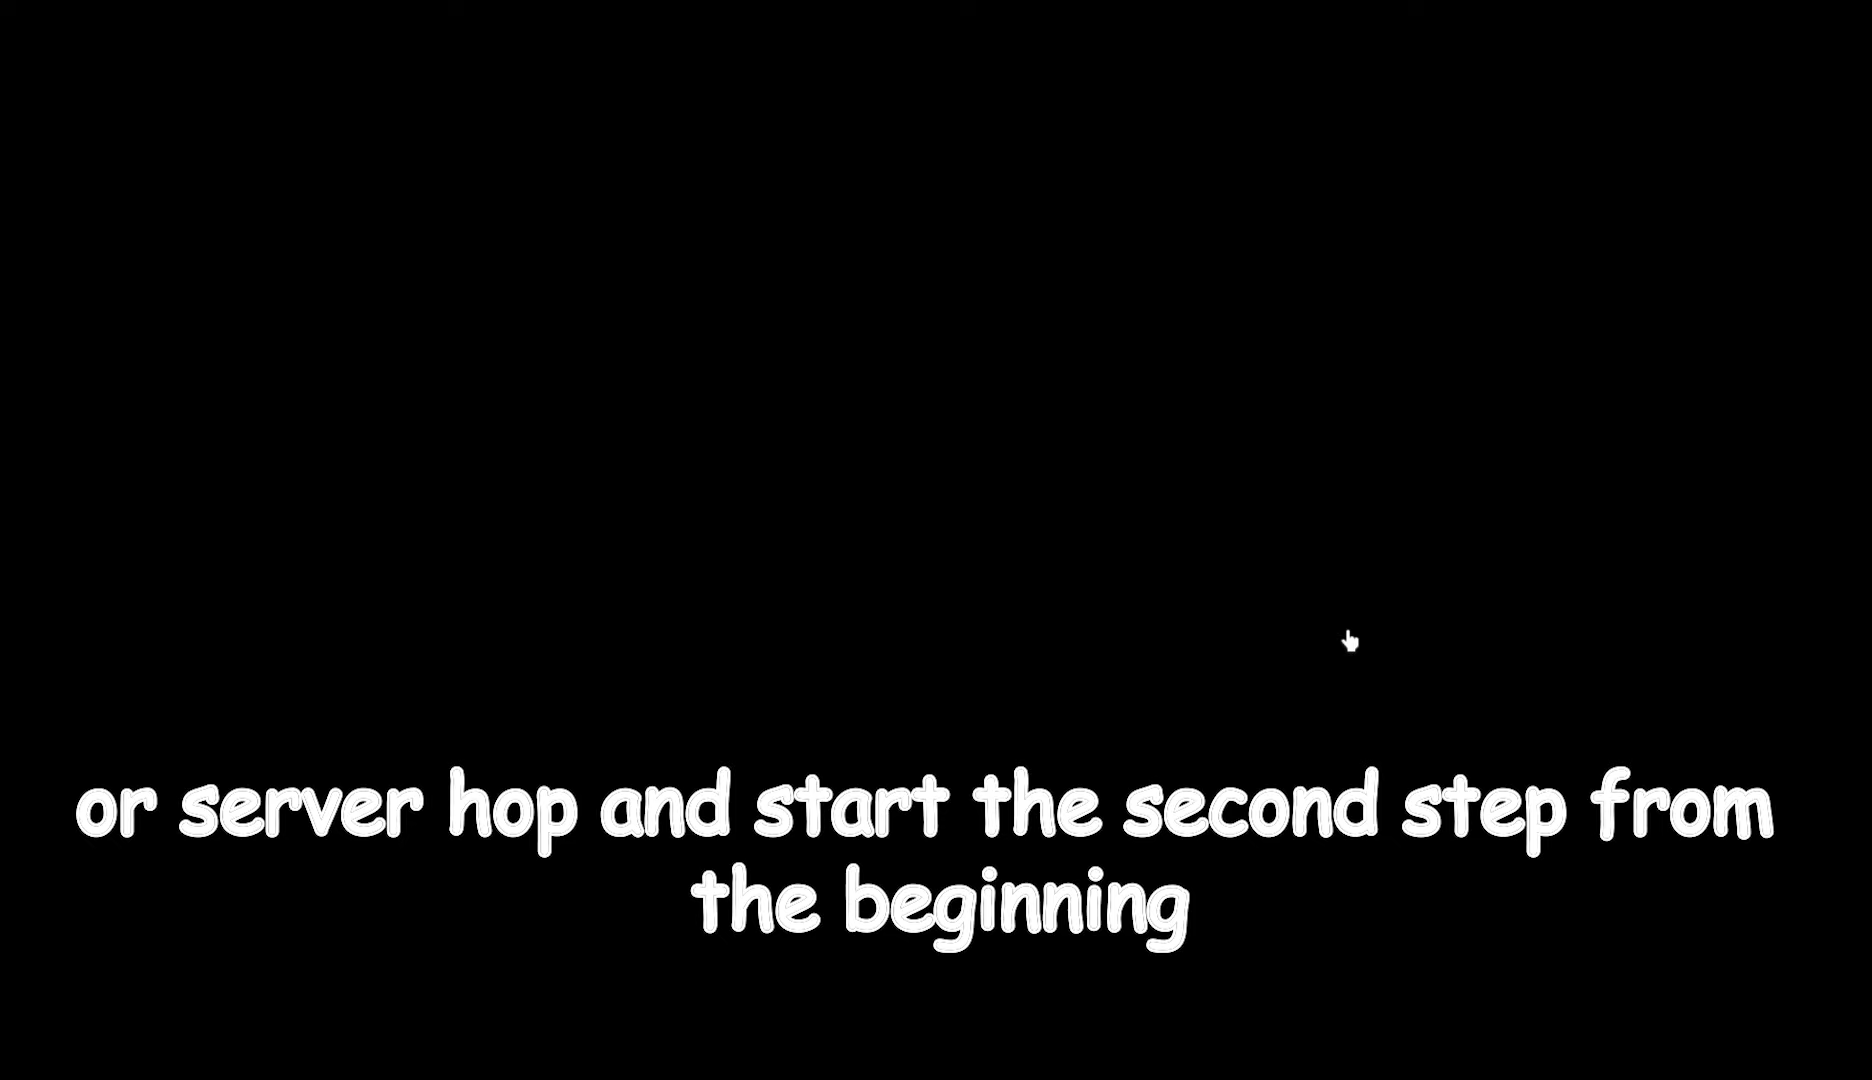 or server hop and start the second step from
the beginning